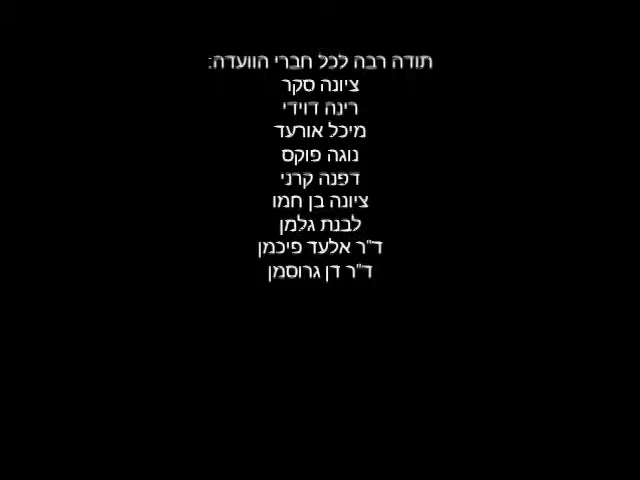 תודה רבה לכל חברי הוועדה:
ציונה סקר
רינה דוידי
מיכל אורעד
נוגה פוקס
דפנה קרני
ציונה בן חמו
לבנת גלמן
ד"ר אלעד פיכמן
ד"ר דן גרוסמן